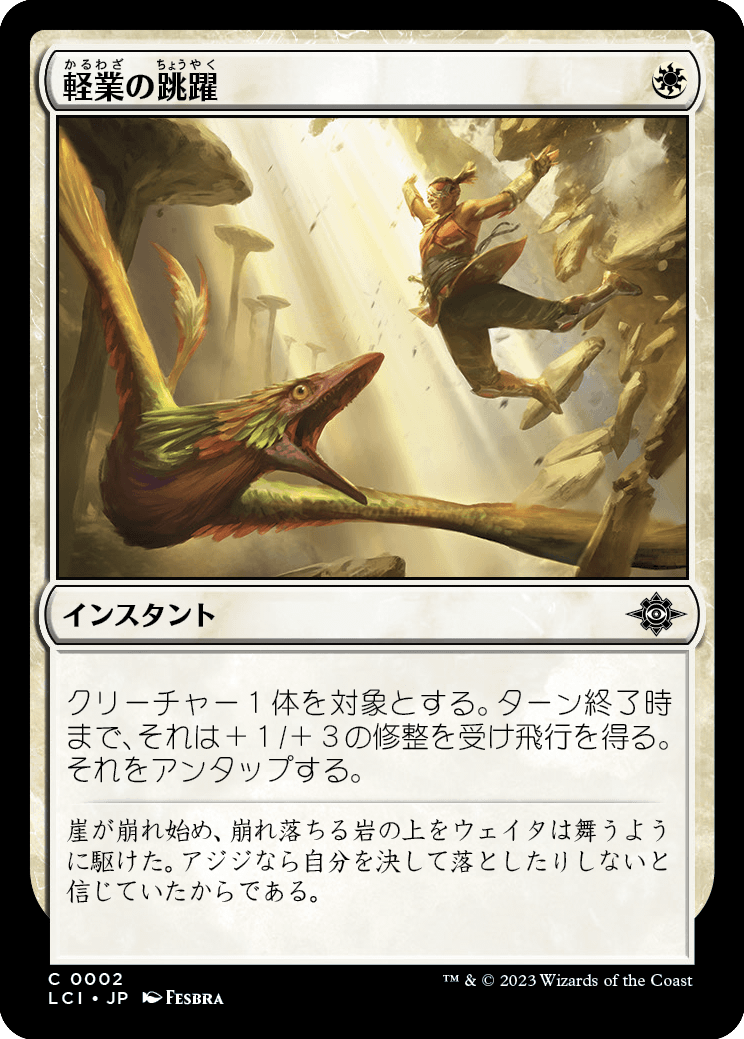 かるわざ ちょうやく
軽業の跳躍
インスタント
クリーチャー１体を対象とする。ターン終了時
まで、それは＋１/＋３の修整を受け飛行を得る。
それをアンタップする。
崖が崩れ始め、崩れ落ちる岩の上をウェイタは舞うよう
に駆けた。アジジなら自分を決して落としたりしないと
信じていたからである。
C 0002
LCI • JP FESBRA
™ & © 2023 Wizards of the Coast